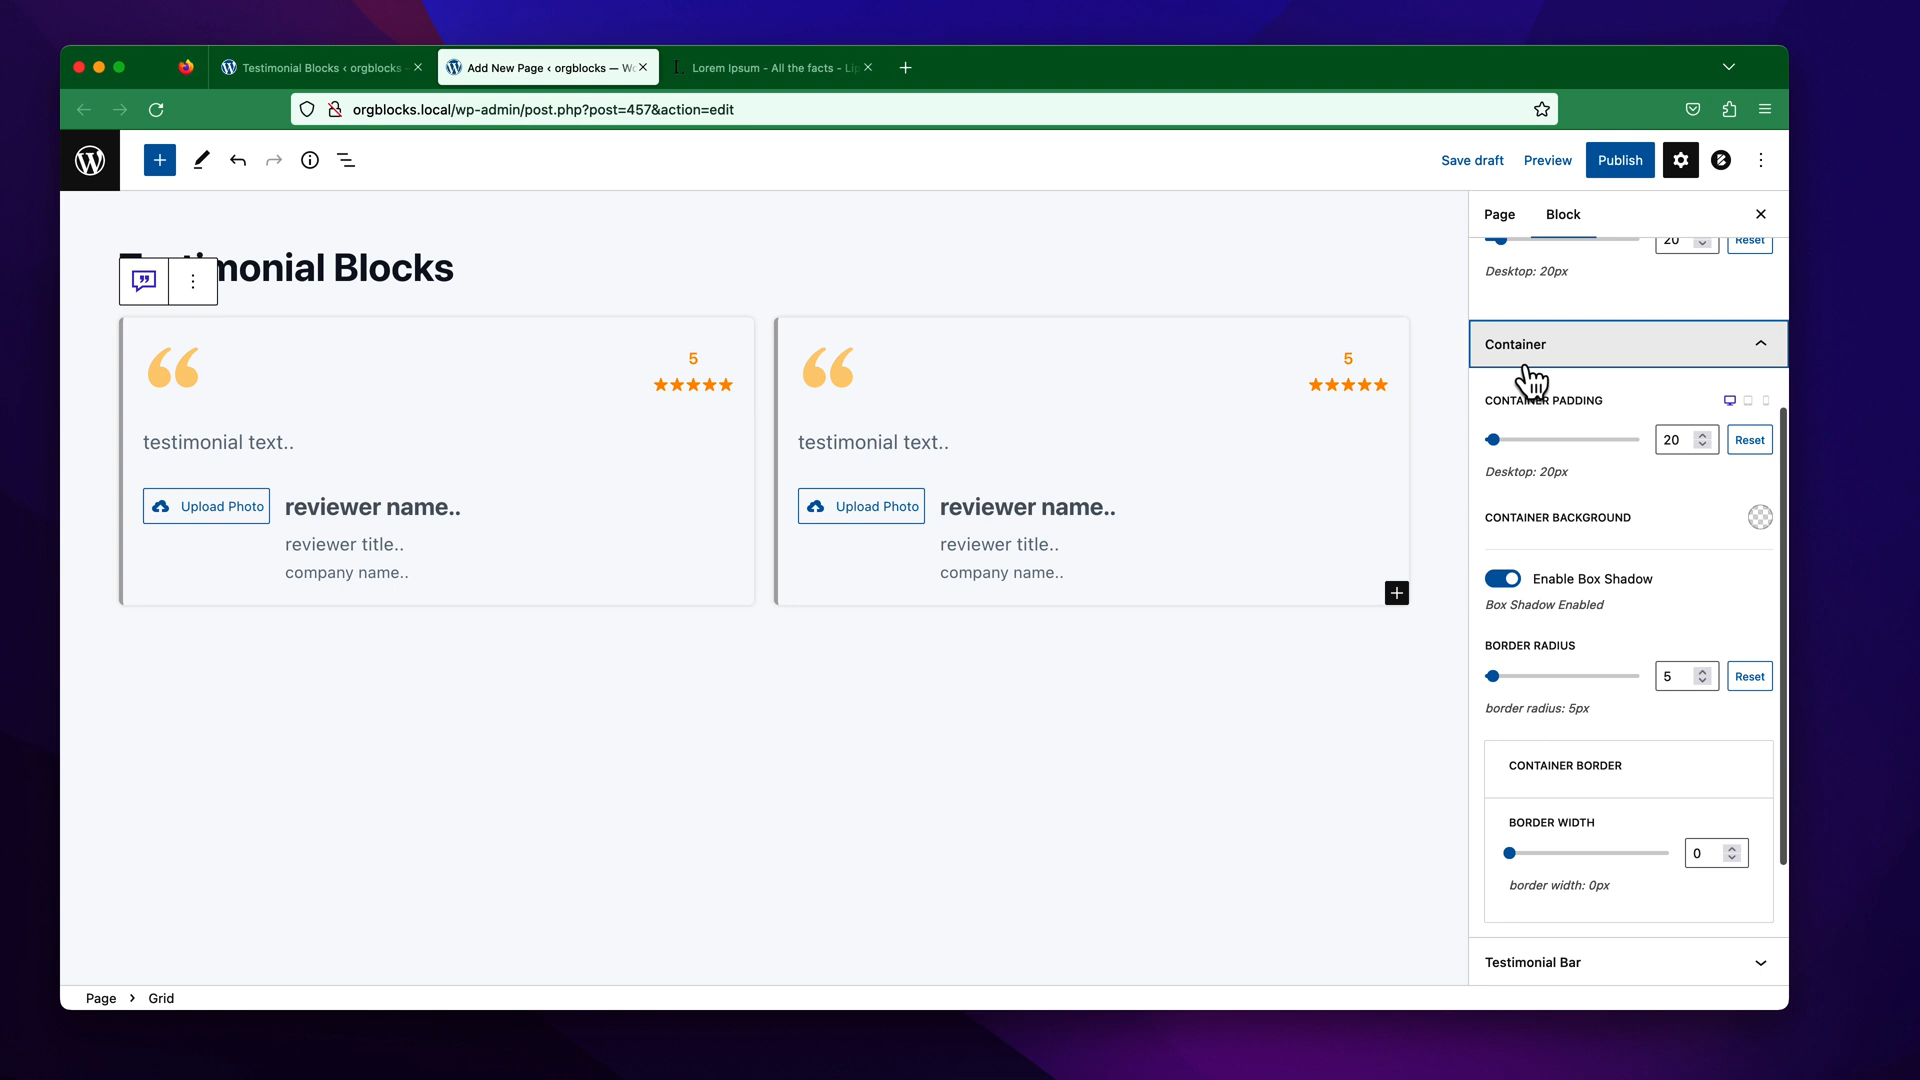 Testimonial Blocks ‹ orgblocks
Add New Page ‹ orgblocks — Wo
Lorem Ipsum - All the facts - Lip
orgblocks.local/wp-admin/post.php?post=457&action=edit
Save draft
Preview
Publish
Page
Block
20
Reset
Desktop: 20px
monial Blocks
Container
CONTAINER PADDING
20
Reset
Desktop: 20px
CONTAINER BACKGROUND
Enable Box Shadow
Box Shadow Enabled
BORDER RADIUS
5
Reset
border radius: 5px
CONTAINER BORDER
BORDER WIDTH
0
border width: 0px
Testimonial Bar
5
testimonial text..
Upload Photo
reviewer name..
reviewer title..
company name..
5
testimonial text..
Upload Photo
reviewer name..
reviewer title..
company name..
Page › Grid